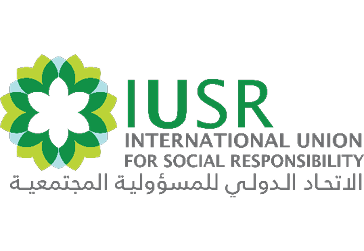 IUSR
INTERNATIONAL UNION
FOR SOCIAL RESPONSIBILITY
الاتحاد الدولي للمسؤولية المجتمعية